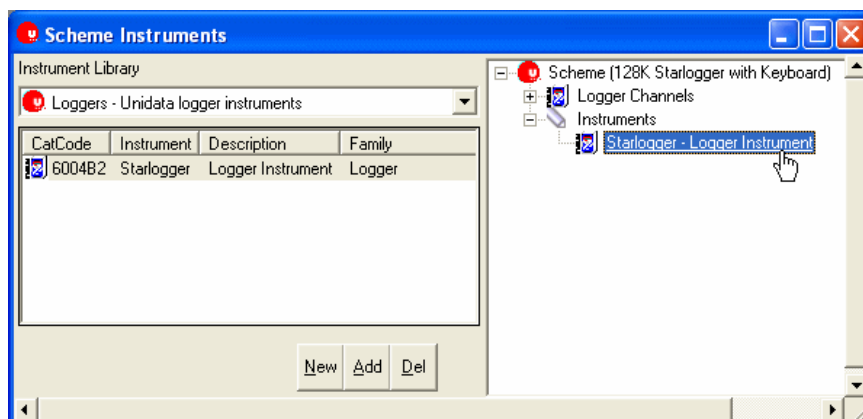 Scheme Instruments
Instrument Library
Loggers - Unidata logger instruments
CatCode Instrument Description Family
6004B2 Starlogger Logger Instrument Logger
New Add Del
Scheme (128K Starlogger with Keyboard)
Logger Channels
Instruments
Starlogger - Logger Instrument